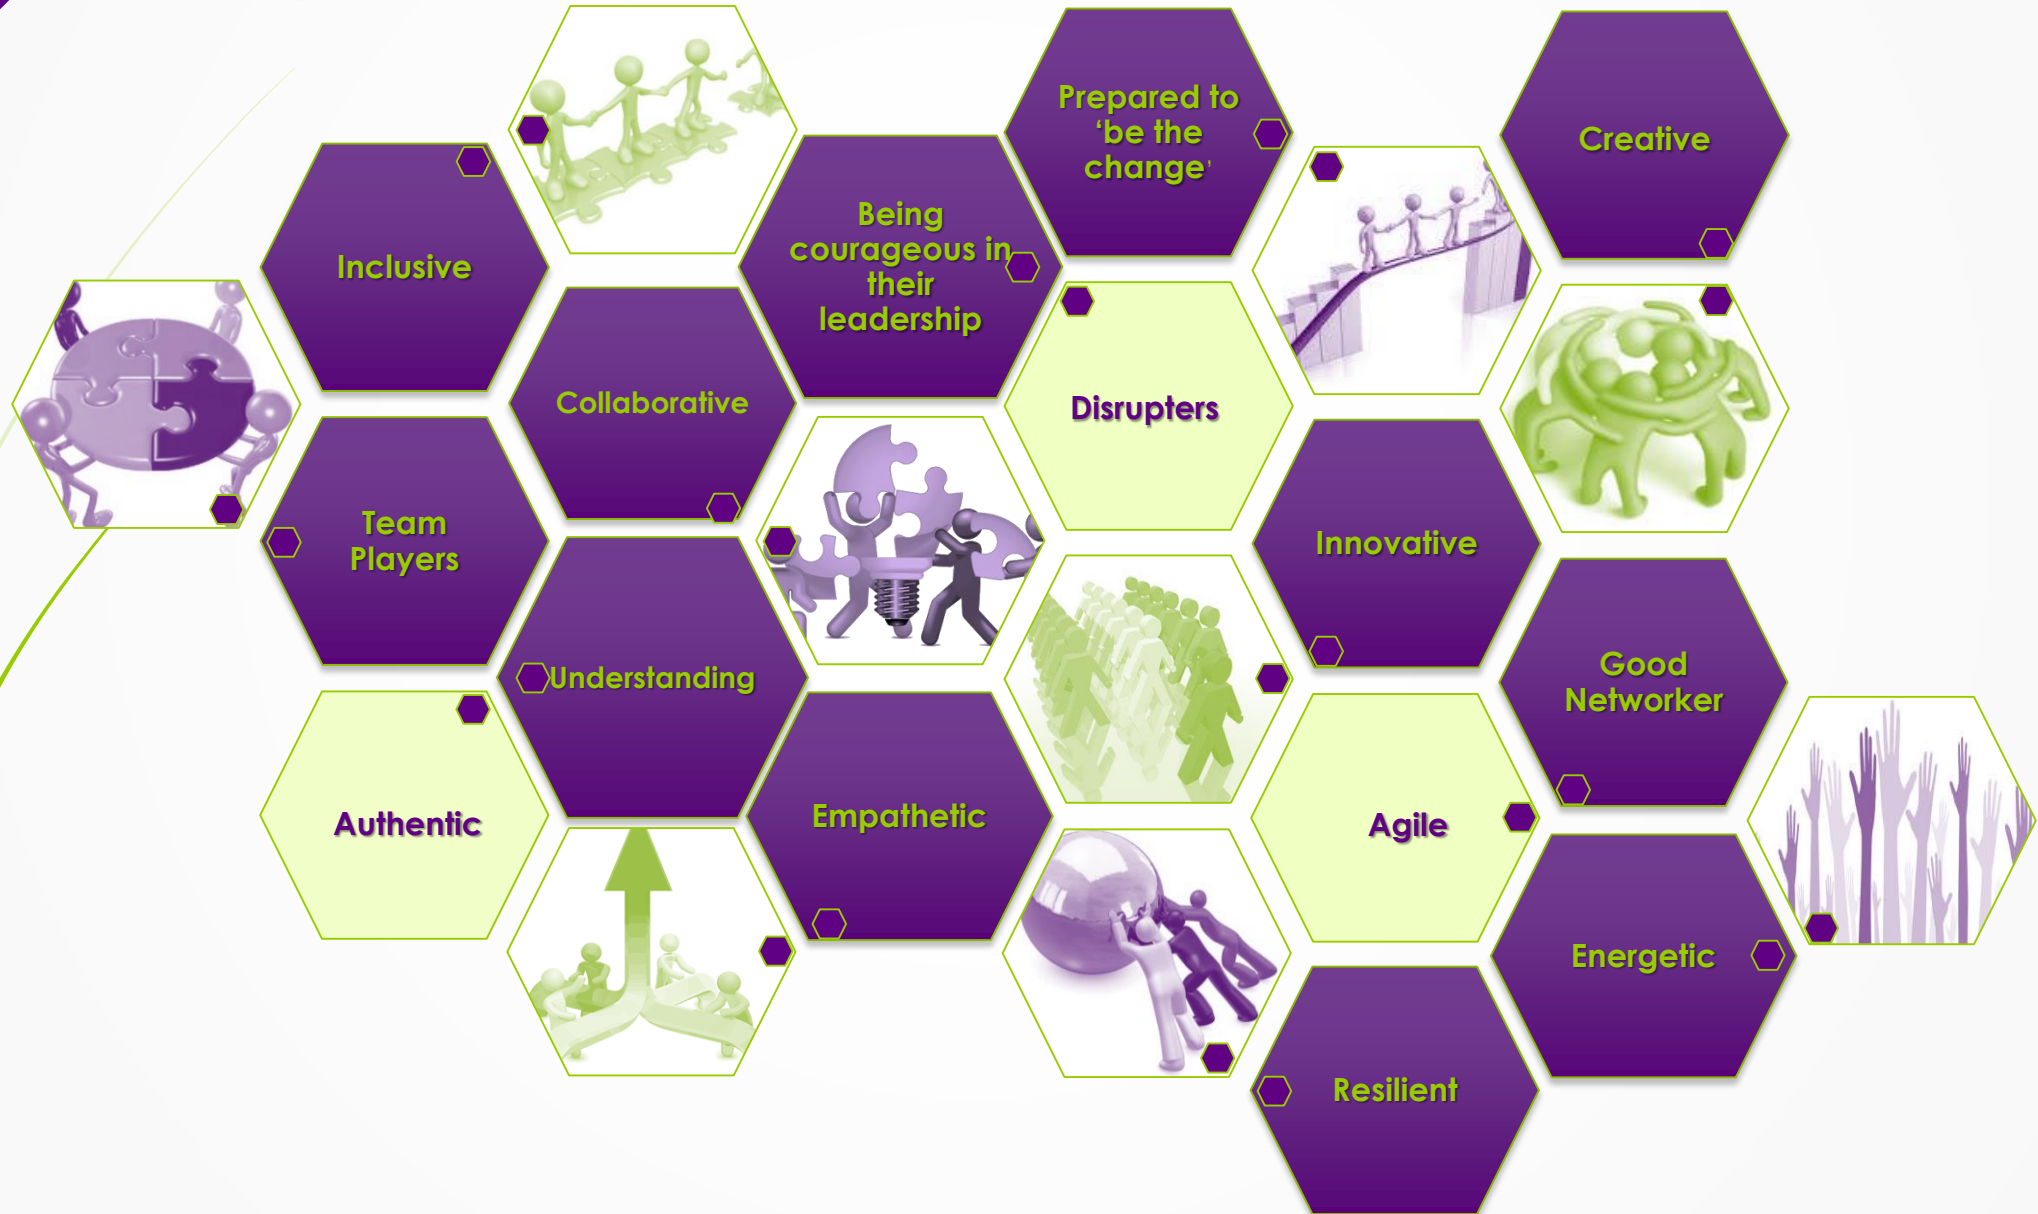 Prepared to
‘be the
change’
Creative
Being
courageous in
their
leadership
Inclusive
Collaborative
Disrupters
Team
Players
Innovative
Understanding
Good
Networker
Authentic
Empathetic
Agile
Energetic
Resilient